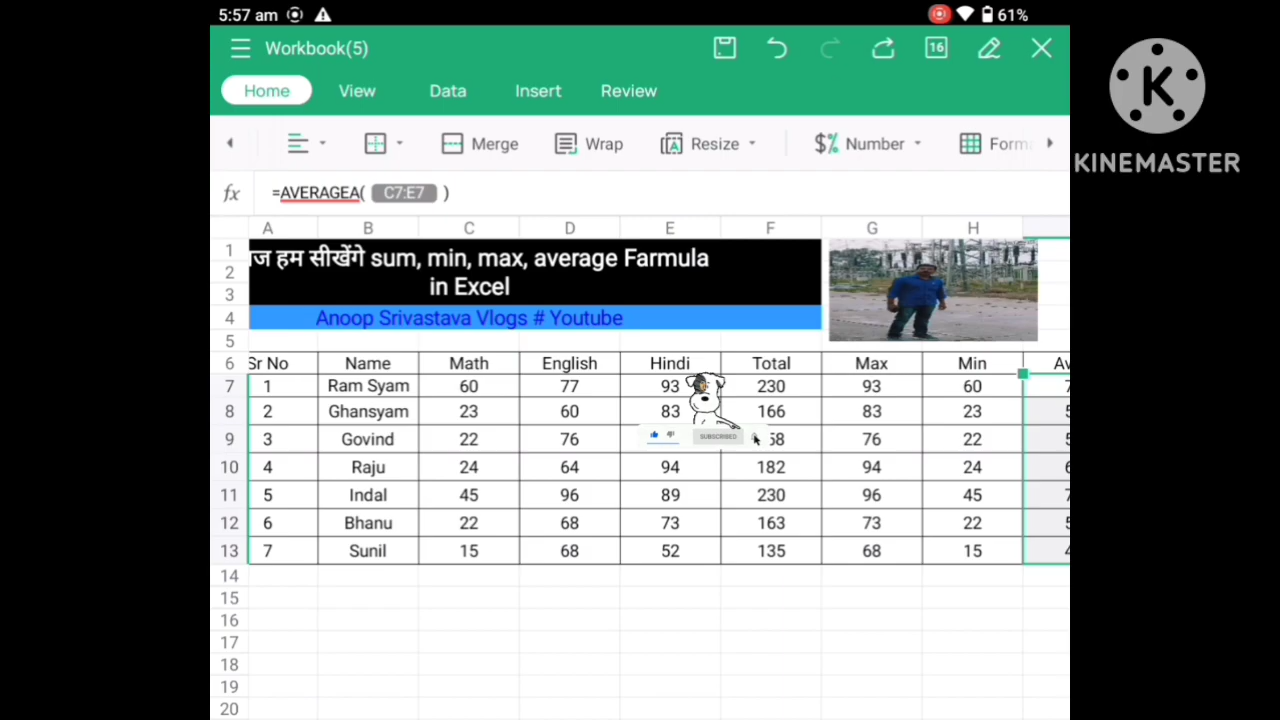 5:57 am 61%
Workbook(5) 16
Home View Data Insert Review
Merge Wrap Resize $% Number
fx =AVERAGEA( C7:E7 )
KINEMASTER
A B C D E F G H
1 हम सीखेंगे sum, min, max, average Farmula
2 in Excel
3
4 Anoop Srivastava Vlogs # Youtube
5
6 Sr No Name Math English Hindi Total Max Min
7 1 Ram Syam 60 77 93 230 93 60
8 2 Ghansyam 23 60 83 166 83 23
9 3 Govind 22 76 SUBSCRIBED 76 22
10 4 Raju 24 64 94 182 94 24
11 5 Indal 45 96 89 230 96 45
12 6 Bhanu 22 68 73 163 73 22
13 7 Sunil 15 68 52 135 68 15
14
15
16
17
18
19
20